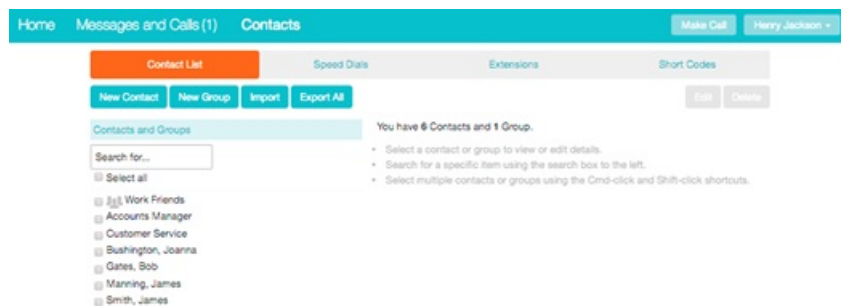 Home Messages and Calls (1) Contacts Make Call Henry Jackson
Contact List Speed Dials Extensions Short Codes
New Contact New Group Import Export All Edit Delete
Contacts and Groups
You have 6 Contacts and 1 Group.
Search for...
Select a contact or group to view or edit details.
Search for a specific item using the search box to the left.
Select all
Select multiple contacts or groups using the Cmd-click and Shift-click shortcuts.
Work Friends
Accounts Manager
Customer Service
Bushington, Joanna
Gates, Bob
Manning, James
Smith, James